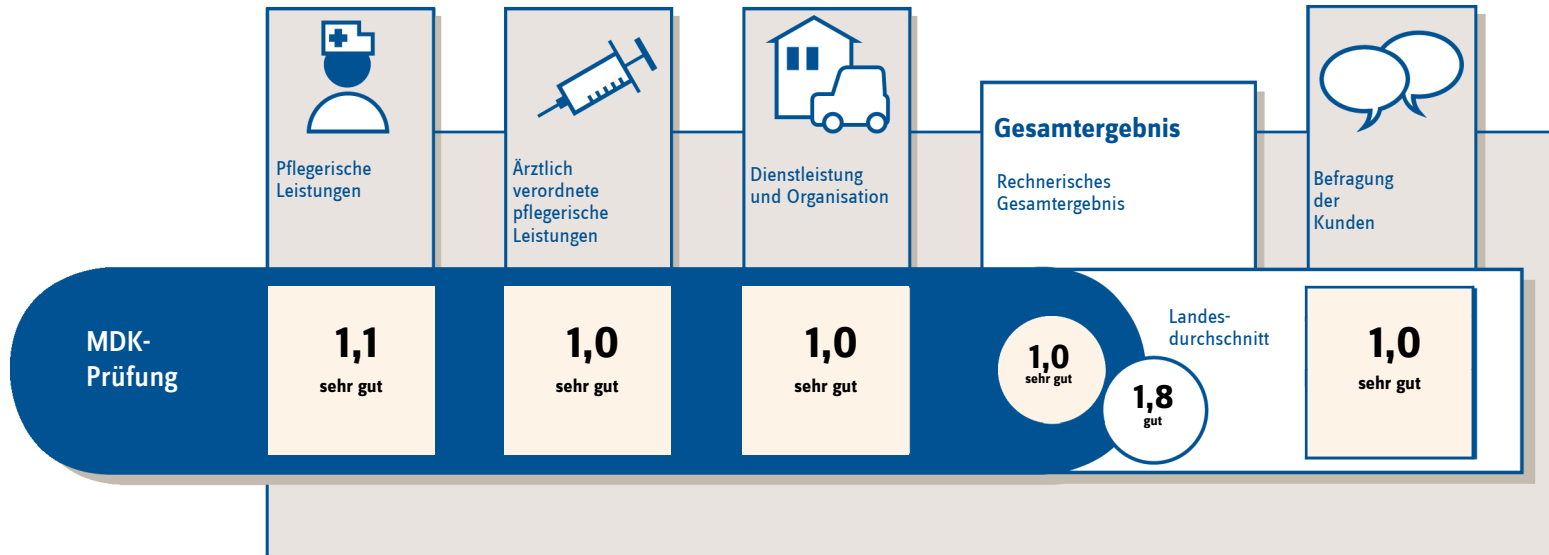 Pflegerische
Leistungen
Ärztlich
verordnete
pflegerische
Leistungen
Dienstleistung
und Organisation
Gesamtergebnis
Rechnerisches
Gesamtergebnis
Befragung
der
Kunden
MDK-
Prüfung
1,1
sehr gut
1,0
sehr gut
1,0
sehr gut
1,0
sehr gut
Landes-
durchschnitt
1,8
gut
1,0
sehr gut